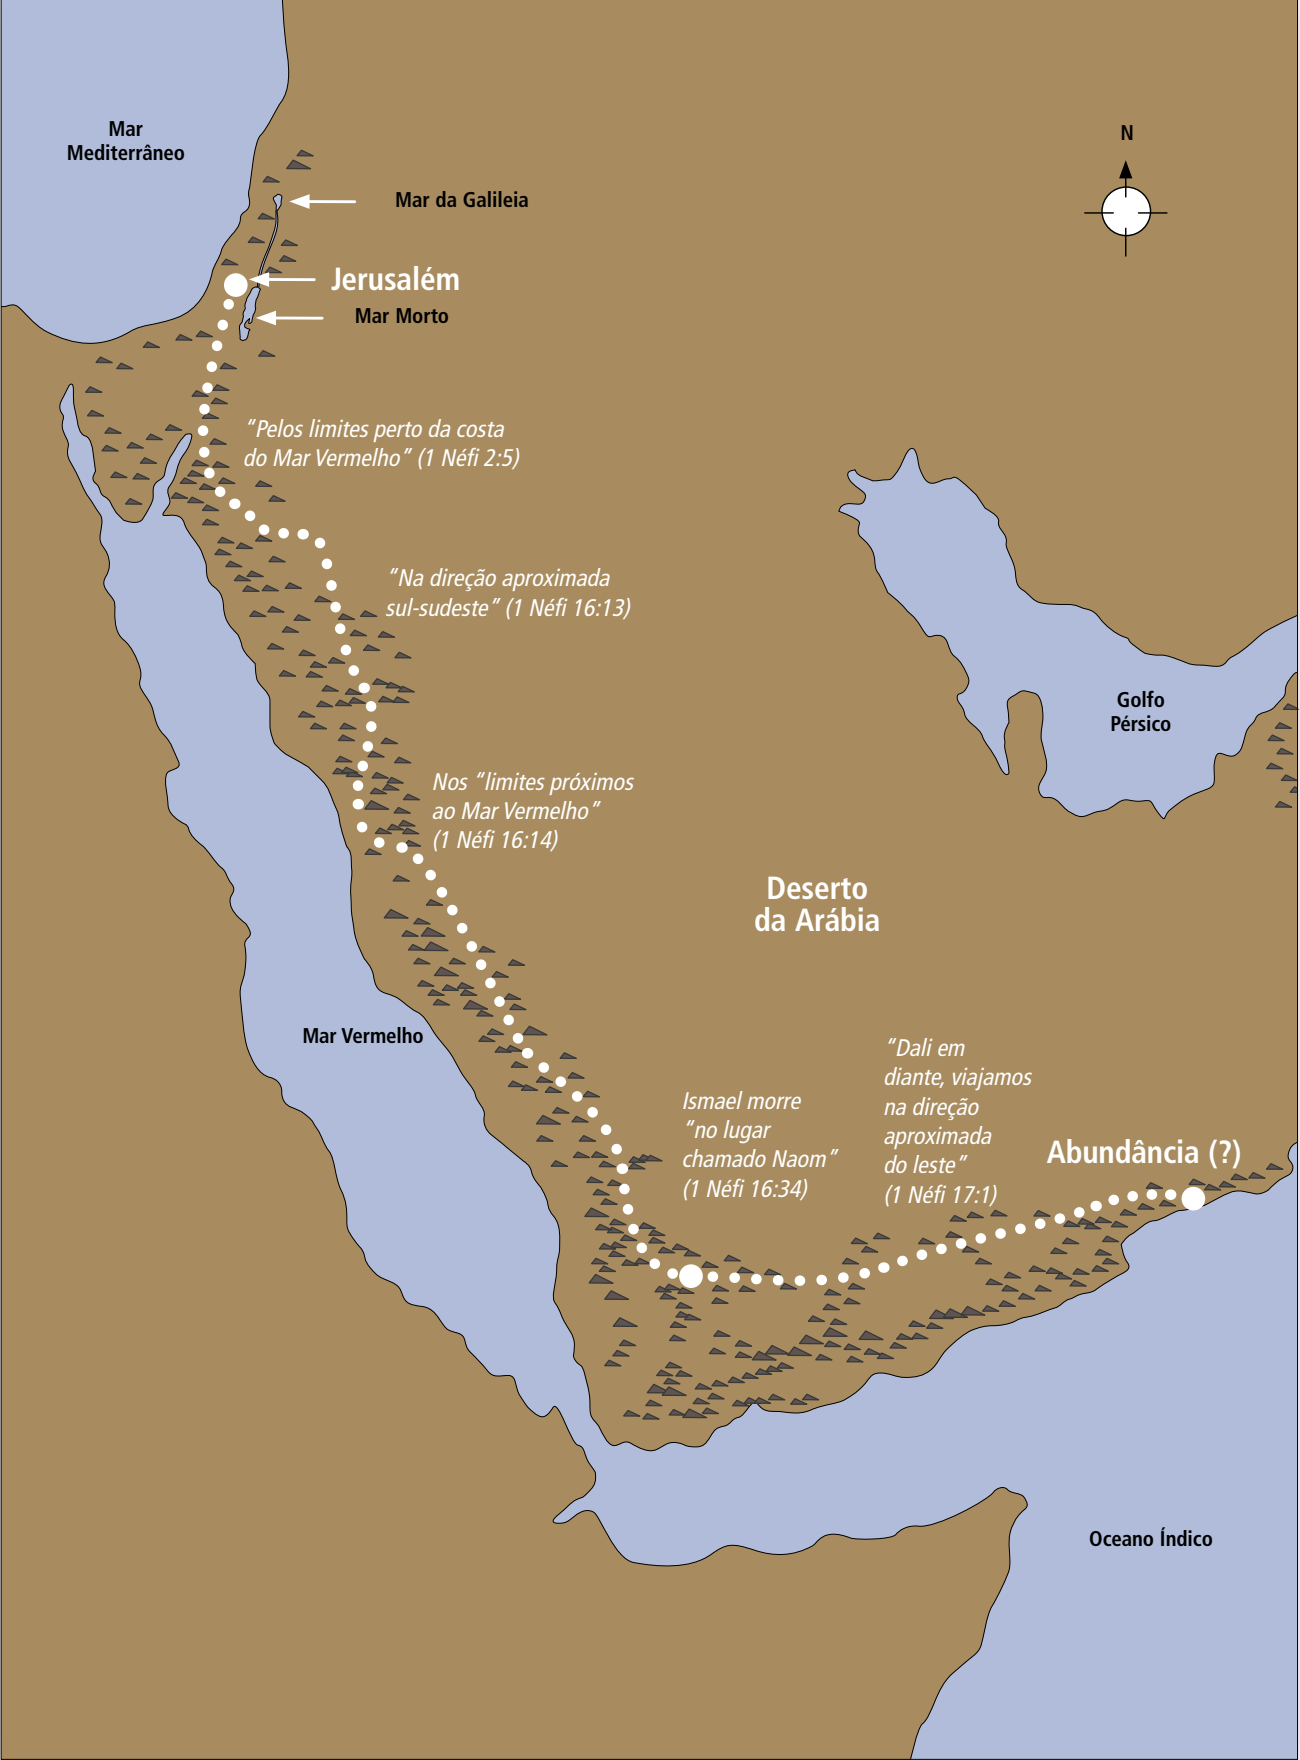 Mar
Mediterrâneo
N
Mar da Galileia
Jerusalém
Mar Morto
“Pelos limites perto da costa
do Mar Vermelho” (1 Néfi 2:5)
“Na direção aproximada
sul-sudeste” (1 Néfi 16:13)
Golfo
Pérsico
Nos “limites próximos
ao Mar Vermelho”
(1 Néfi 16:14)
Deserto
da Arábia
Mar Vermelho
Ismael morre
“no lugar
chamado Naom”
(1 Néfi 16:34)
“Dali em
diante, viajamos
na direção
aproximada
do leste”
(1 Néfi 17:1)
Abundância (?)
Oceano Índico